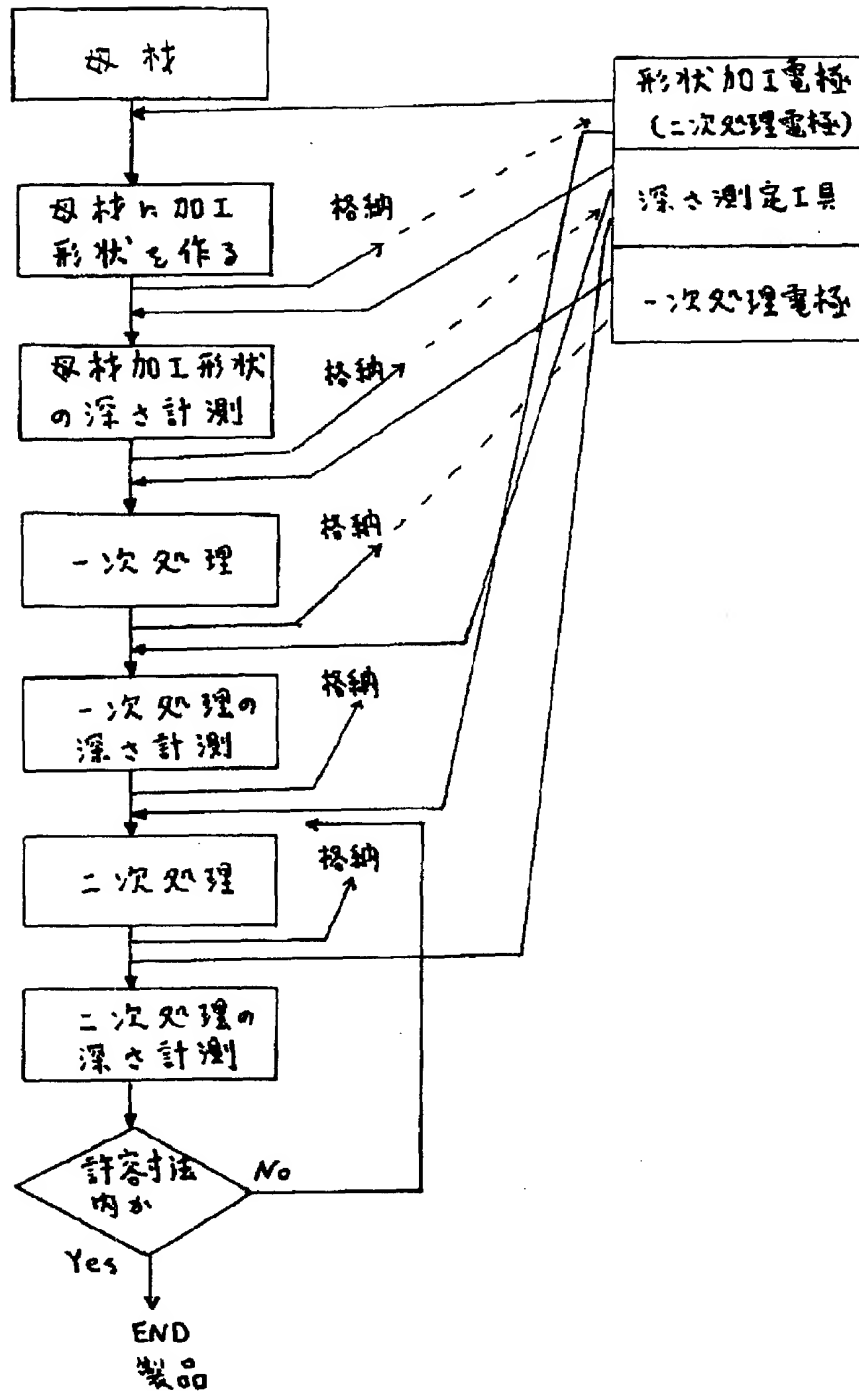 母材
形状加工電極
(二次処理電極)
深さ測定工具
一次処理電極
母材に加工
形状を作る
格納
母材加工形状
の深さ計測
格納
一次処理
格納
一次処理の
深さ計測
格納
二次処理
格納
二次処理の
深さ計測
許容寸法
内か
No
Yes
END
製品